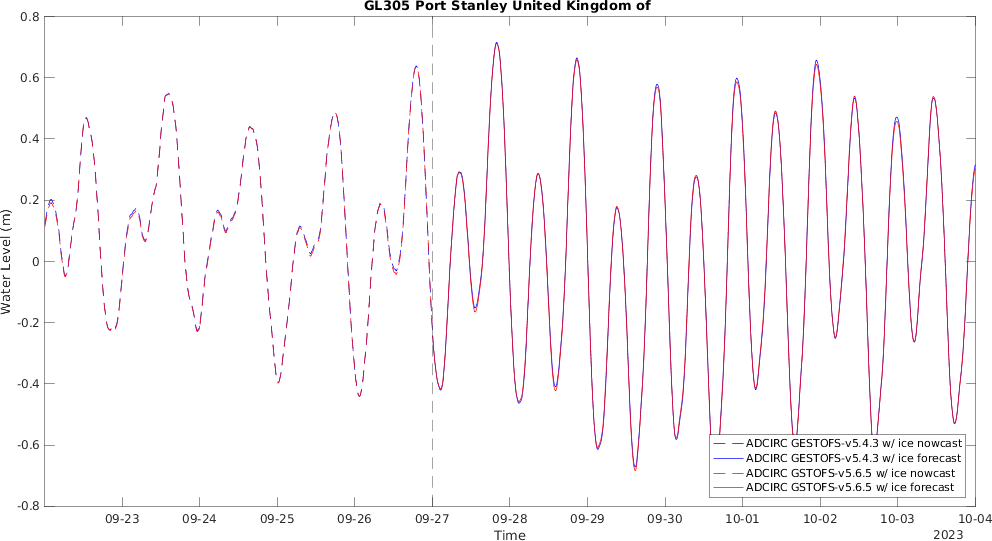 GL305 Port Stanley United Kingdom of
Water Level (m)
0.8
0.6
0.4
0.2
0
-0.2
-0.4
-0.6
-0.8
ADCIRC GESTOFS-v5.4.3 w/ ice nowcast
ADCIRC GESTOFS-v5.4.3 w/ ice forecast
ADCIRC GSTOFS-v5.6.5 w/ ice nowcast
ADCIRC GSTOFS-v5.6.5 w/ ice forecast
09-23 09-24 09-25 09-26 09-27 09-28 09-29 09-30 10-01 10-02 10-03 10-04
Time
2023